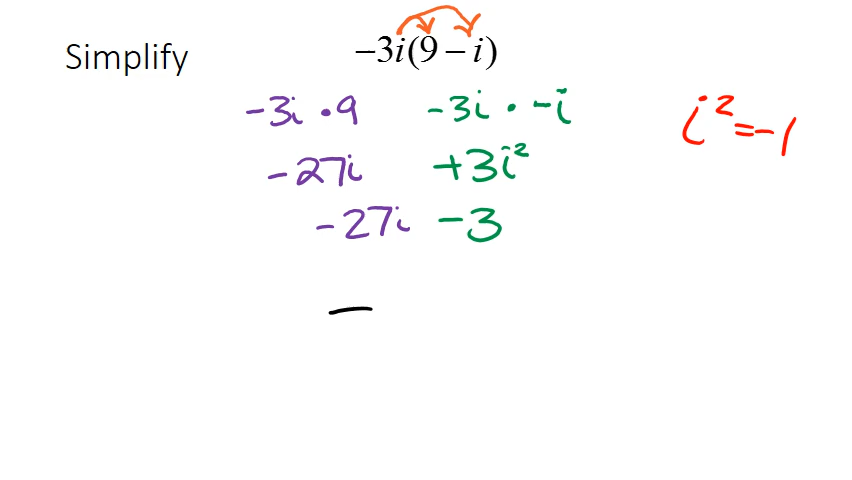 Simplify −3i(9 − i)
-3i · 9 -3i · -i
i² = -1
-27i +3i²
-27i -3
—